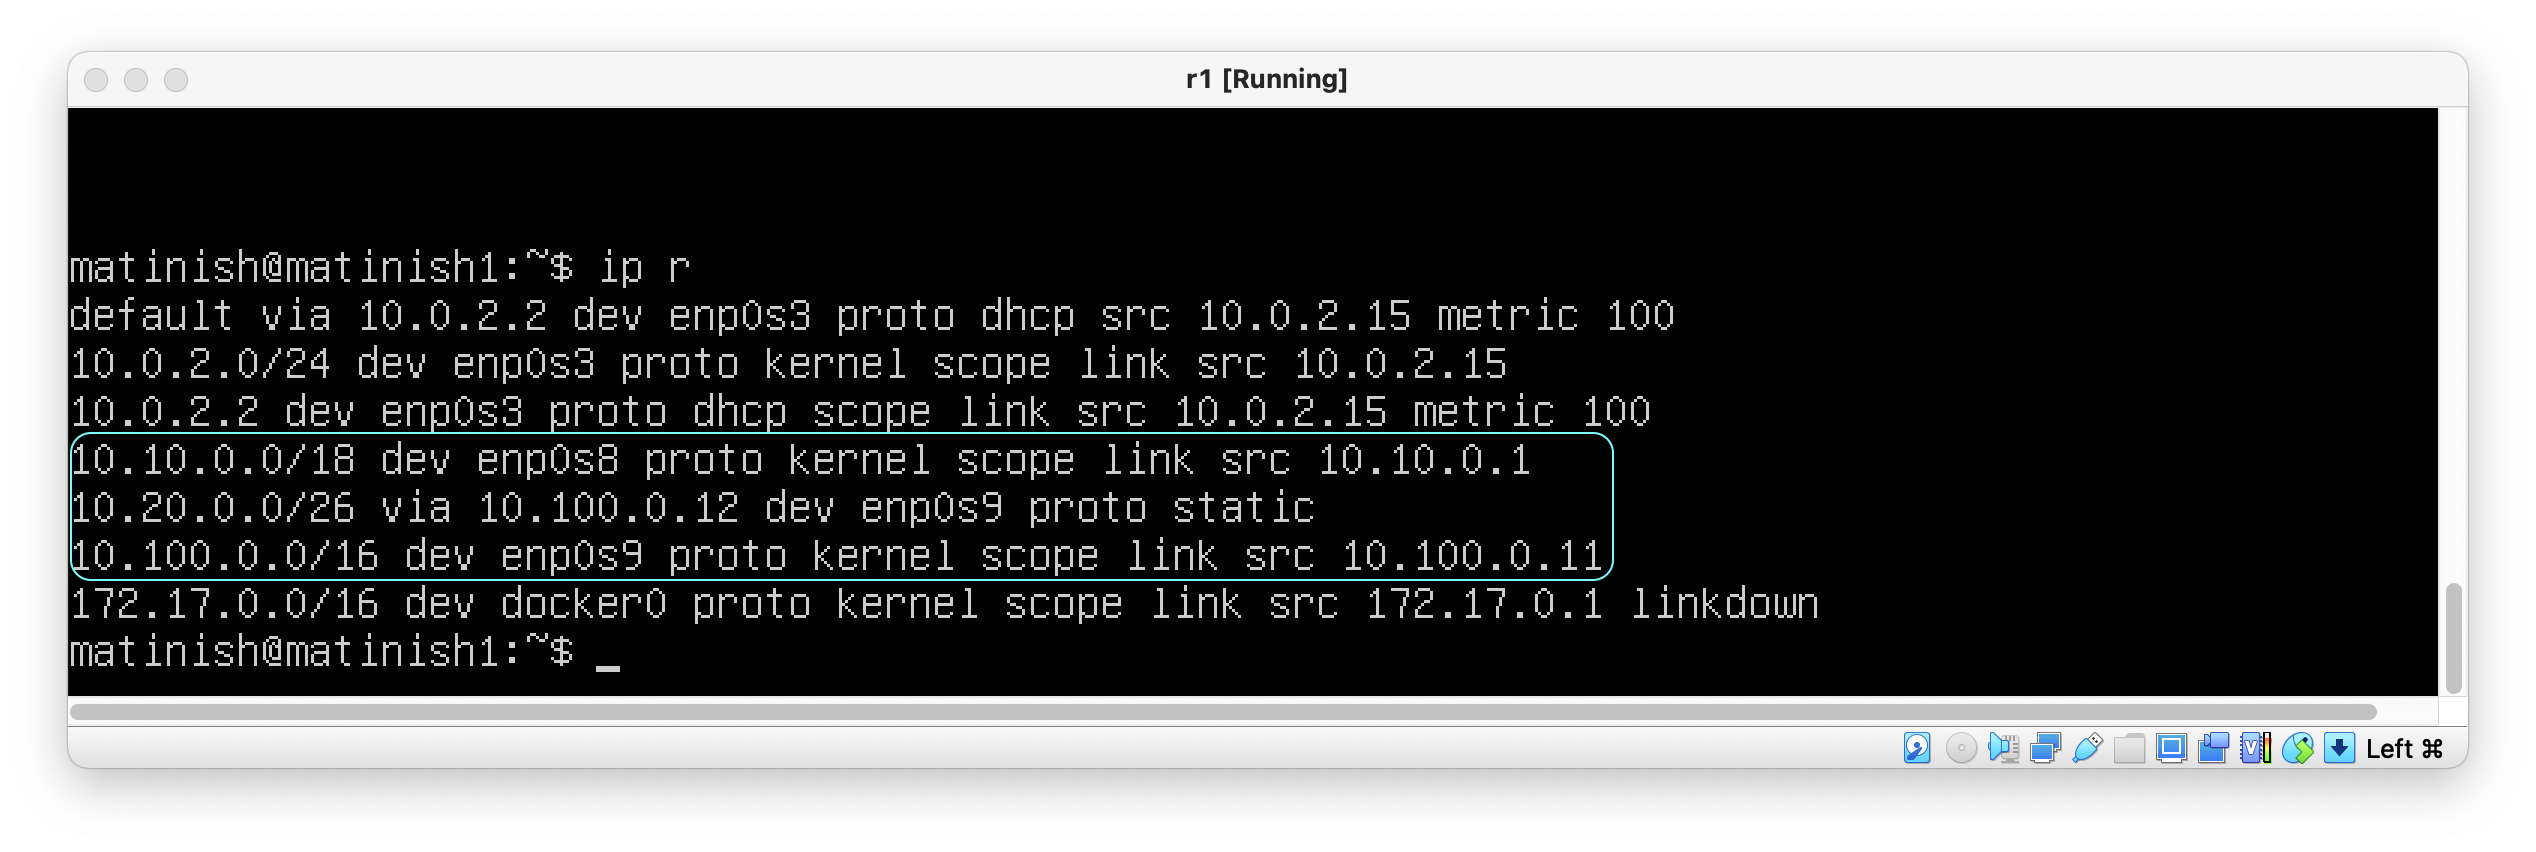 r1 [Running]
matinish@matinish1:~$ ip r
default via 10.0.2.2 dev enp0s3 proto dhcp src 10.0.2.15 metric 100
10.0.2.0/24 dev enp0s3 proto kernel scope link src 10.0.2.15
10.0.2.2 dev enp0s3 proto dhcp scope link src 10.0.2.15 metric 100
10.10.0.0/18 dev enp0s8 proto kernel scope link src 10.10.0.1
10.20.0.0/26 via 10.100.0.12 dev enp0s9 proto static
10.100.0.0/16 dev enp0s9 proto kernel scope link src 10.100.0.11
172.17.0.0/16 dev docker0 proto kernel scope link src 172.17.0.1 linkdown
matinish@matinish1:~$ _
Left ⌘